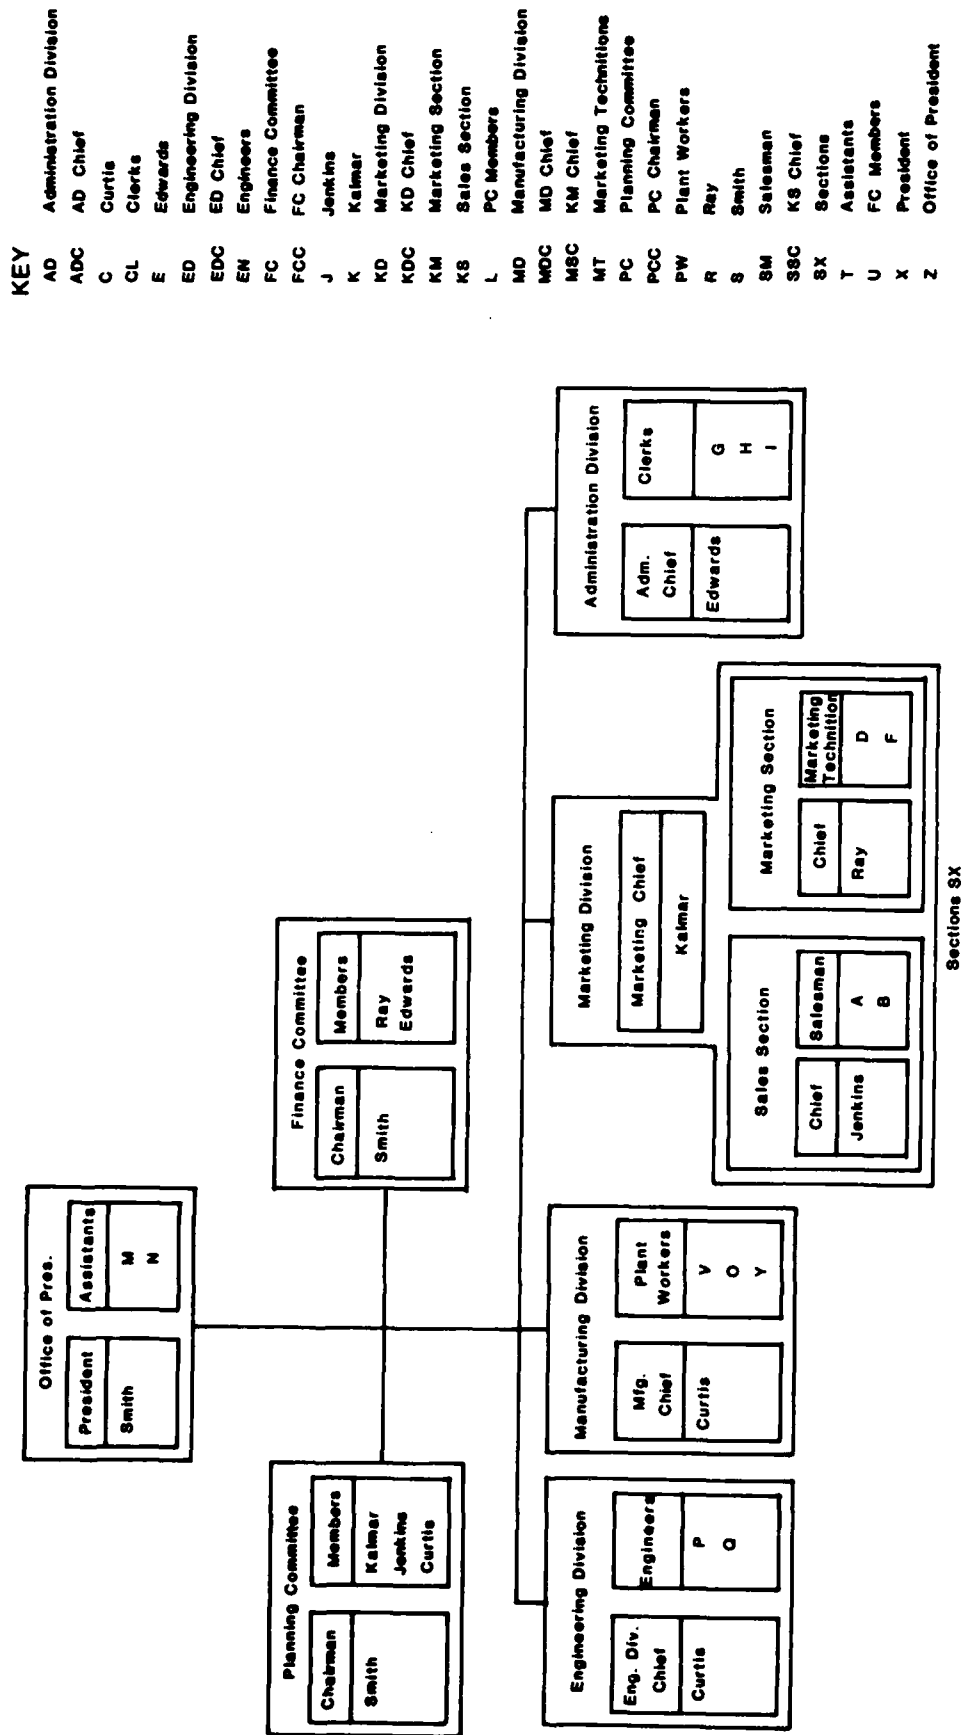 Office of Pres.
President
Assistants
Smith
M
N
Planning Committee
Chairman
Members
Smith
Kalmar
Jenkins
Curtis
Finance Committee
Chairman
Members
Smith
Ray
Edwards
Engineering Division
Eng. Div.
Chief
Engineers
Curtis
P
Q
Manufacturing Division
Mfg.
Chief
Plant
Workers
Curtis
V
O
Y
Marketing Division
Marketing Chief
Kalmar
Sales Section
Chief
Salesman
Jenkins
A
B
Marketing Section
Chief
Marketing
Technition
Ray
D
F
Sections SX
Administration Division
Adm.
Chief
Clerks
Edwards
G
H
I
KEY
AD Administration Division
ADC AD Chief
C Curtis
CL Clerks
E Edwards
ED Engineering Division
EDC ED Chief
EN Engineers
FC Finance Committee
FCC FC Chairman
J Jenkins
K Kalmar
KD Marketing Division
KDC KD Chief
KM Marketing Section
KS Sales Section
L PC Members
MD Manufacturing Division
MDC MD Chief
MSC KM Chief
MT Marketing Technitions
PC Planning Committee
PCC PC Chairman
PW Plant Workers
R Ray
S Smith
SM Salesman
SSC KS Chief
SX Sections
T Assistants
U FC Members
X President
Z Office of President